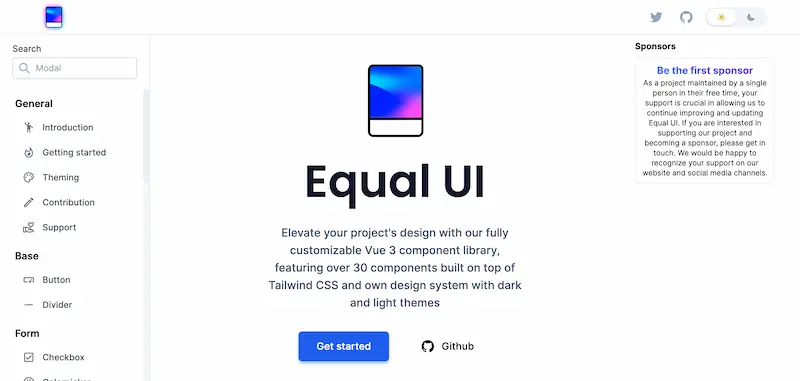 Search
Modal
General
Introduction
Getting started
Theming
Contribution
Support
Base
Button
Divider
Form
Checkbox
Equal UI
Elevate your project's design with our fully
customizable Vue 3 component library,
featuring over 30 components built on top of
Tailwind CSS and own design system with dark
and light themes
Get started
Github
Sponsors
Be the first sponsor
As a project maintained by a single
person in their free time, your
support is crucial in allowing us to
continue improving and updating
Equal UI. If you are interested in
supporting our project and
becoming a sponsor, please get in
touch. We would be happy to
recognize your support on our
website and social media channels.